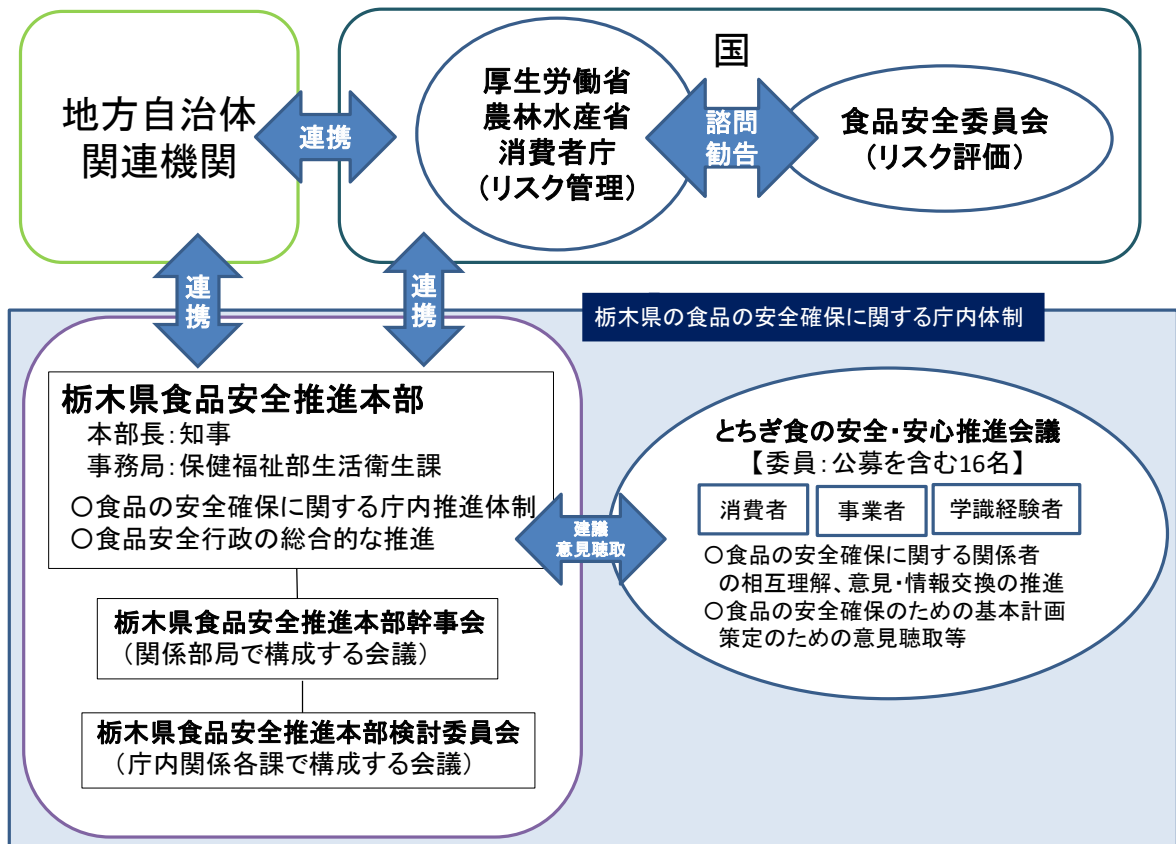 国
地方自治体
関連機関
連携
厚生労働省
農林水産省
消費者庁
（リスク管理）
諮問
勧告
食品安全委員会
（リスク評価）
連携
連携
栃木県の食品の安全確保に関する庁内体制
栃木県食品安全推進本部
本部長：知事
事務局：保健福祉部生活衛生課
○食品の安全確保に関する庁内推進体制
○食品安全行政の総合的な推進
栃木県食品安全推進本部幹事会
（関係部局で構成する会議）
栃木県食品安全推進本部検討委員会
（庁内関係各課で構成する会議）
建議
意見聴取
とちぎ食の安全・安心推進会議
【委員：公募を含む16名】
消費者
事業者
学識経験者
○食品の安全確保に関する関係者
の相互理解、意見・情報交換の推進
○食品の安全確保のための基本計画
策定のための意見聴取等